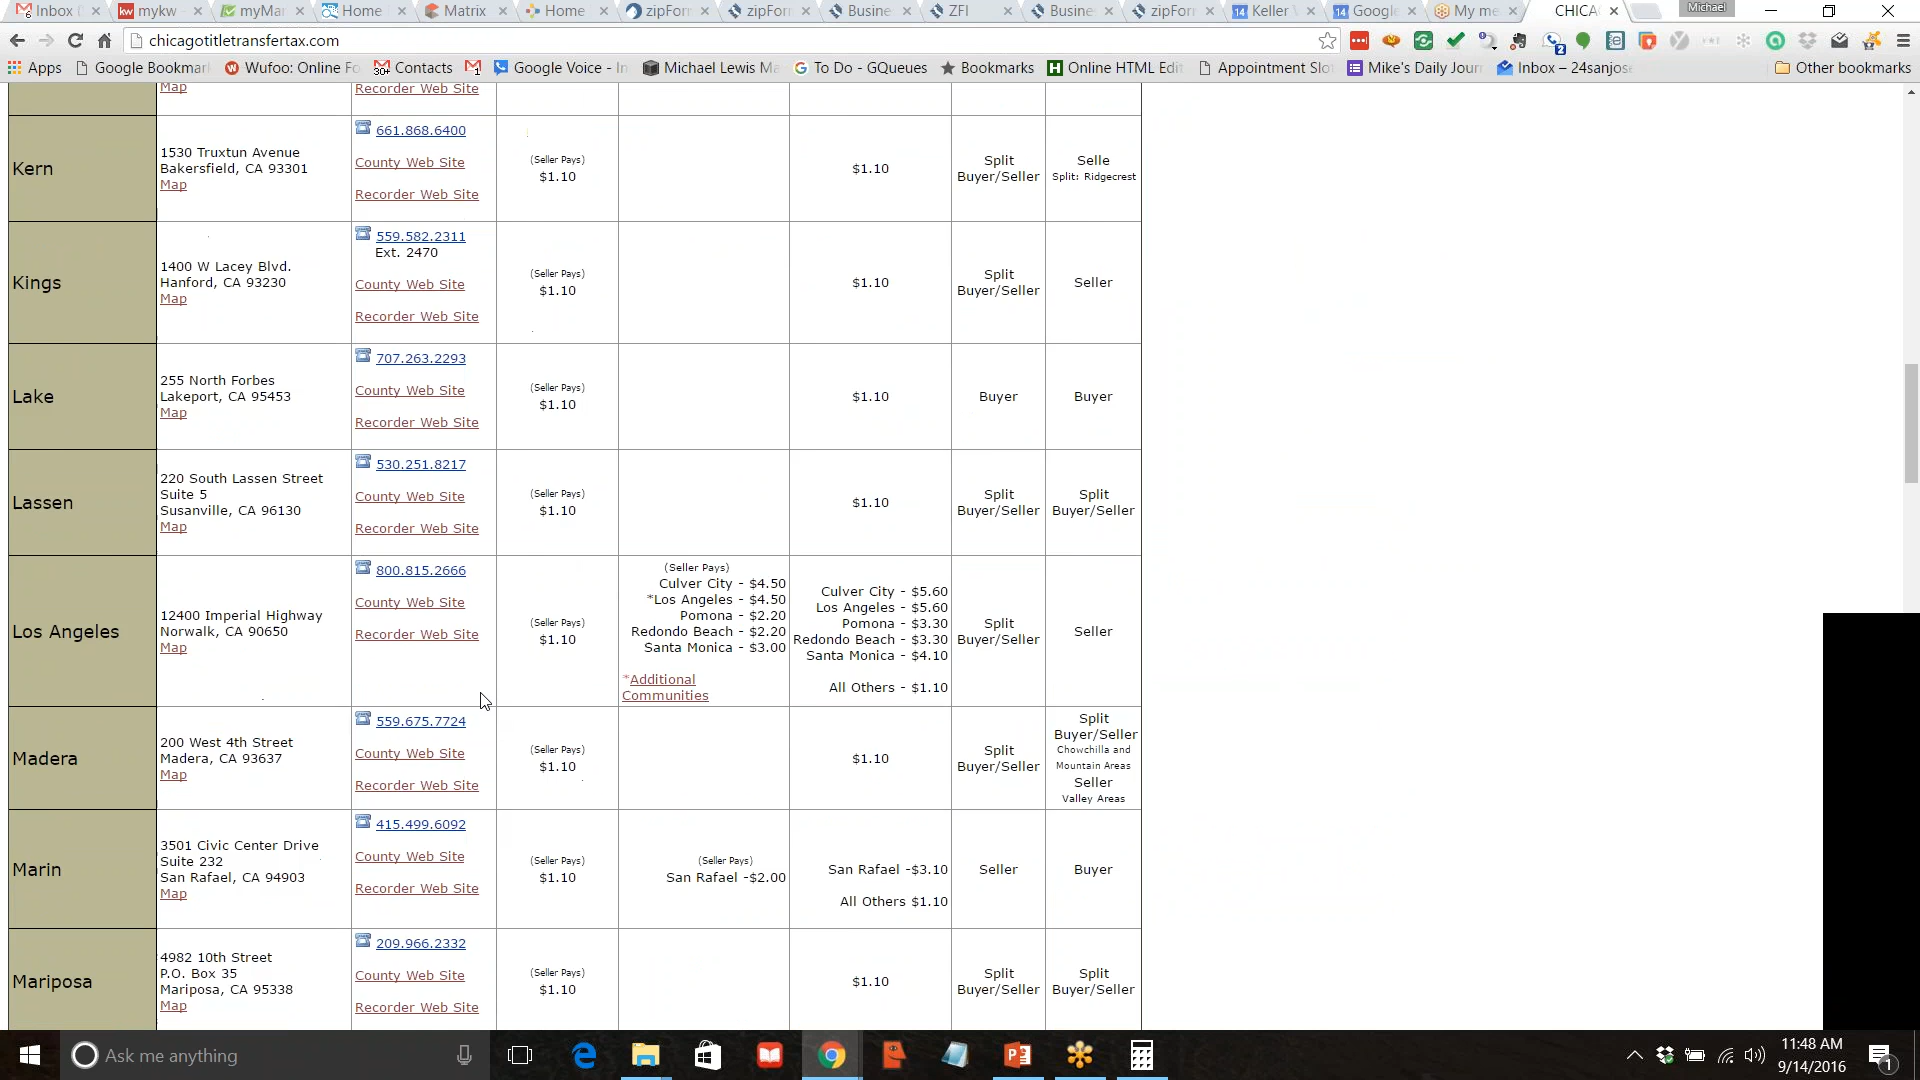 Inbox
mykw
myMar
Home
Matrix
Home
zipForm
zipForm
Busine
ZFI
Busine
zipForm
Keller
Google
My me
CHICA
Michael
chicagotitletransfertax.com
Apps
Google Bookmar
Wufoo: Online Fo
30+
Contacts
Google Voice - In
Michael Lewis Ma
To Do - GQueues
Bookmarks
Online HTML Edit
Appointment Slot
Mike's Daily Journ
Inbox – 24sanjose
Other bookmarks
Map
Recorder Web Site
Kern
1530 Truxtun Avenue
Bakersfield, CA 93301
Map
661.868.6400
County Web Site
Recorder Web Site
(Seller Pays)
$1.10
$1.10
Split
Buyer/Seller
Selle
Split: Ridgecrest
Kings
1400 W Lacey Blvd.
Hanford, CA 93230
Map
559.582.2311
Ext. 2470
County Web Site
Recorder Web Site
(Seller Pays)
$1.10
$1.10
Split
Buyer/Seller
Seller
Lake
255 North Forbes
Lakeport, CA 95453
Map
707.263.2293
County Web Site
Recorder Web Site
(Seller Pays)
$1.10
$1.10
Buyer
Buyer
Lassen
220 South Lassen Street
Suite 5
Susanville, CA 96130
Map
530.251.8217
County Web Site
Recorder Web Site
(Seller Pays)
$1.10
$1.10
Split
Buyer/Seller
Split
Buyer/Seller
Los Angeles
12400 Imperial Highway
Norwalk, CA 90650
Map
800.815.2666
County Web Site
Recorder Web Site
(Seller Pays)
$1.10
(Seller Pays)
Culver City - $4.50
*Los Angeles - $4.50
Pomona - $2.20
Redondo Beach - $2.20
Santa Monica - $3.00
*Additional
Communities
Culver City - $5.60
Los Angeles - $5.60
Pomona - $3.30
Redondo Beach - $3.30
Santa Monica - $4.10
All Others - $1.10
Split
Buyer/Seller
Seller
Madera
200 West 4th Street
Madera, CA 93637
Map
559.675.7724
County Web Site
Recorder Web Site
(Seller Pays)
$1.10
$1.10
Split
Buyer/Seller
Split
Buyer/Seller
Chowchilla and
Mountain Areas
Seller
Valley Areas
Marin
3501 Civic Center Drive
Suite 232
San Rafael, CA 94903
Map
415.499.6092
County Web Site
Recorder Web Site
(Seller Pays)
$1.10
(Seller Pays)
San Rafael -$2.00
San Rafael -$3.10
All Others $1.10
Seller
Buyer
Mariposa
4982 10th Street
P.O. Box 35
Mariposa, CA 95338
Map
209.966.2332
County Web Site
Recorder Web Site
(Seller Pays)
$1.10
$1.10
Split
Buyer/Seller
Split
Buyer/Seller
Ask me anything
11:48 AM
9/14/2016
1